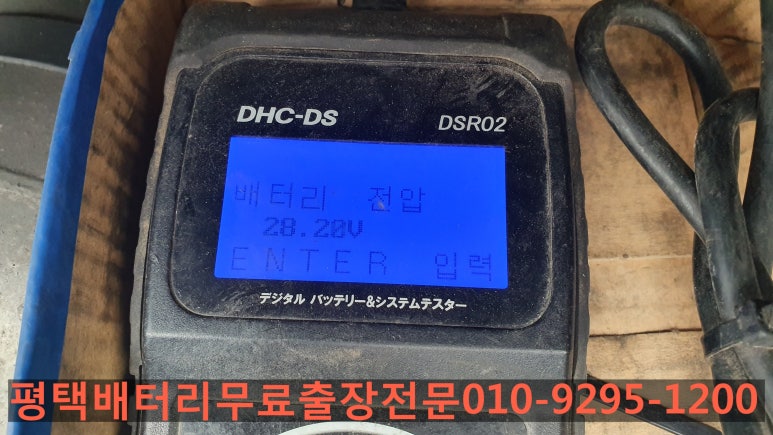 DHC-DS DSR02
배터리 전압
28.20V
ENTER 입력
デジタル バッテリー&システムテスター
평택배터리무료출장전문010-9295-1200